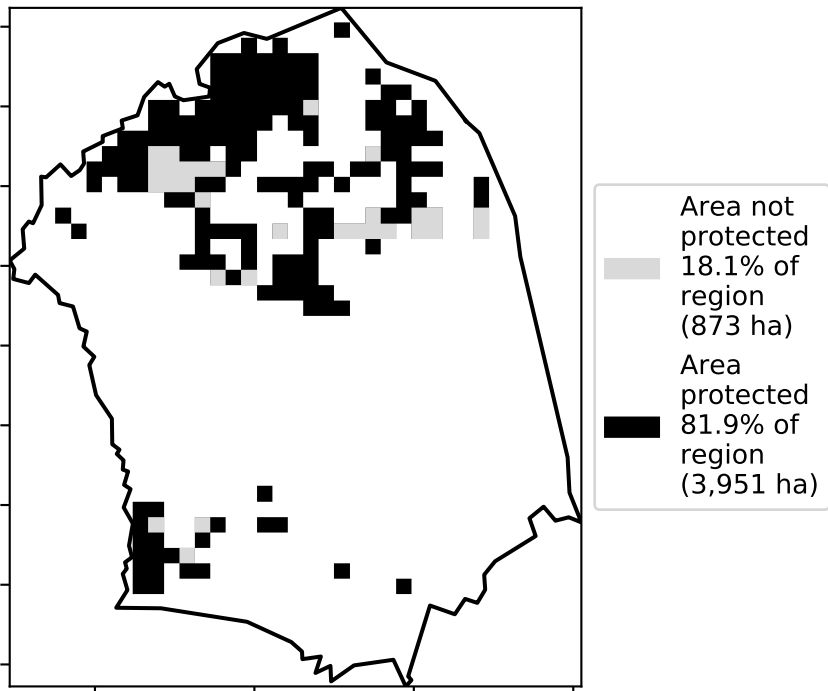 Area not
protected
18.1% of
region
(873 ha)
Area
protected
81.9% of
region
(3,951 ha)